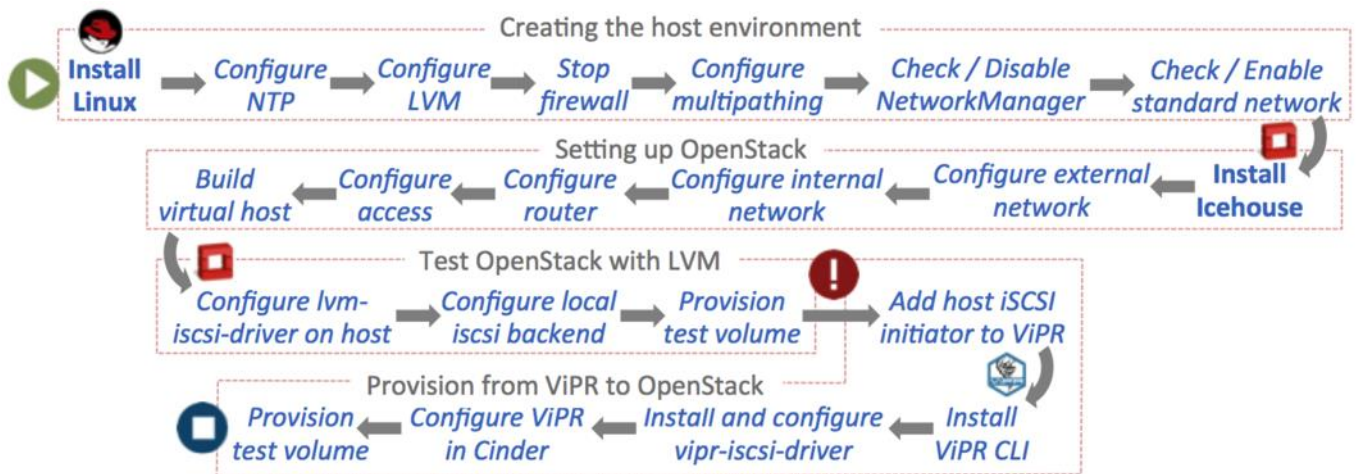 Creating the host environment
Install Linux
Configure NTP
Configure LVM
Stop firewall
Configure multipathing
Check / Disable NetworkManager
Check / Enable standard network
Setting up OpenStack
Install Icehouse
Configure external network
Configure internal network
Configure router
Configure access
Build virtual host
Test OpenStack with LVM
Configure lvm-iscsi-driver on host
Configure local iscsi backend
Provision test volume
!
Add host iSCSI initiator to ViPR
Provision from ViPR to OpenStack
Install ViPR CLI
Install and configure vipr-iscsi-driver
Configure ViPR in Cinder
Provision test volume